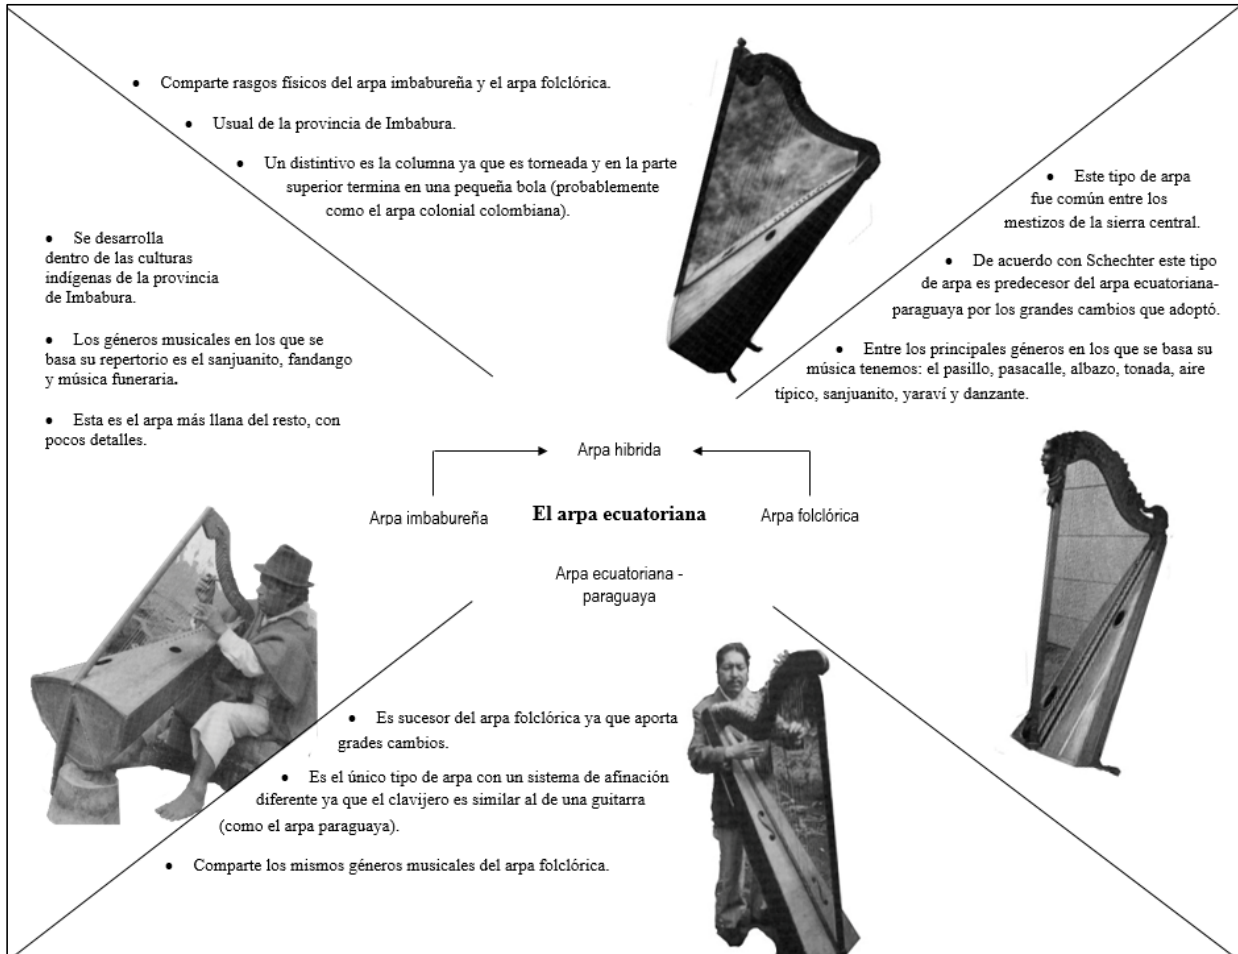 • Comparte rasgos físicos del arpa imbabureña y el arpa folclórica.
• Usual de la provincia de Imbabura.
• Un distintivo es la columna ya que es torneada y en la parte
superior termina en una pequeña bola (probablemente
como el arpa colonial colombiana).
• Este tipo de arpa
fue común entre los
mestizos de la sierra central.
• De acuerdo con Schechter este tipo
de arpa es predecesor del arpa ecuatoriana-
paraguaya por los grandes cambios que adoptó.
• Entre los principales géneros en los que se basa su
música tenemos: el pasillo, pasacalle, albazo, tonada, aire
típico, sanjuanito, yaraví y danzante.
• Se desarrolla
dentro de las culturas
indígenas de la provincia
de Imbabura.
• Los géneros musicales en los que se
basa su repertorio es el sanjuanito, fandango
y música funeraria.
• Esta es el arpa más llana del resto, con
pocos detalles.
Arpa hibrida
Arpa imbabureña
El arpa ecuatoriana
Arpa folclórica
Arpa ecuatoriana -
paraguaya
• Es sucesor del arpa folclórica ya que aporta
grades cambios.
• Es el único tipo de arpa con un sistema de afinación
diferente ya que el clavijero es similar al de una guitarra
(como el arpa paraguaya).
• Comparte los mismos géneros musicales del arpa folclórica.